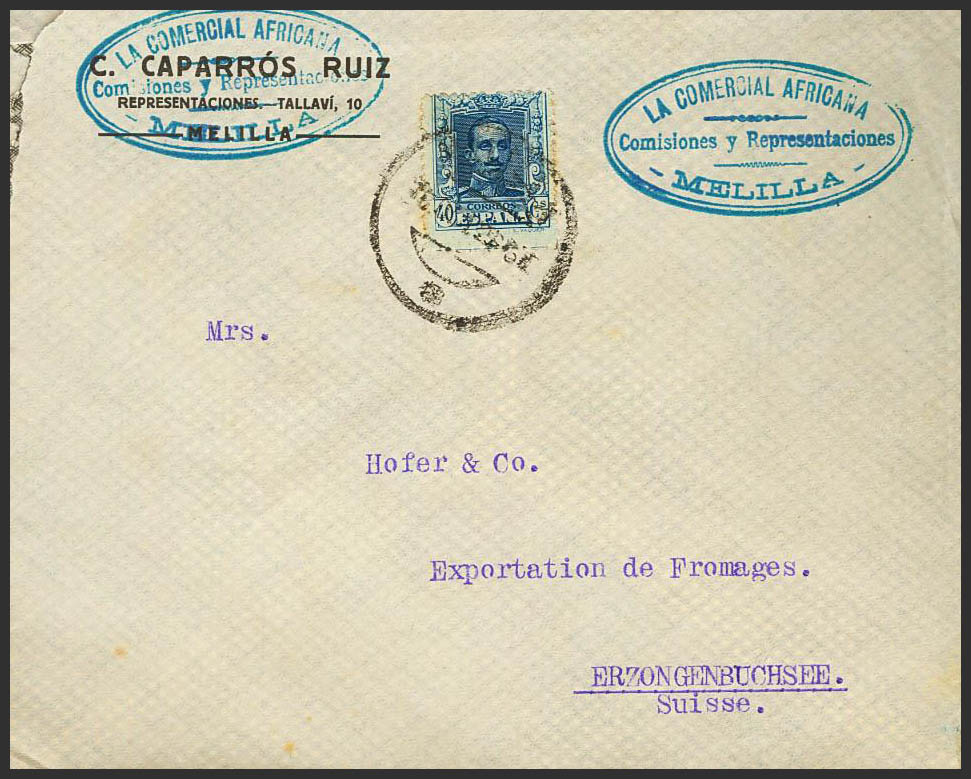 LA COMERCIAL AFRICANA
C. CAPARRÓS RUIZ
Comisiones y Representaciones
REPRESENTACIONES.—TALLAVÍ, 10
MELILLA
MELILLA
LA COMERCIAL AFRICANA
Comisiones y Representaciones
- MELILLA -
CORREOS
40 ESPAÑA Cs
Mrs.
Hofer & Co.
Exportation de Fromages.
ERZONGENBUCHSEE.
Suisse.